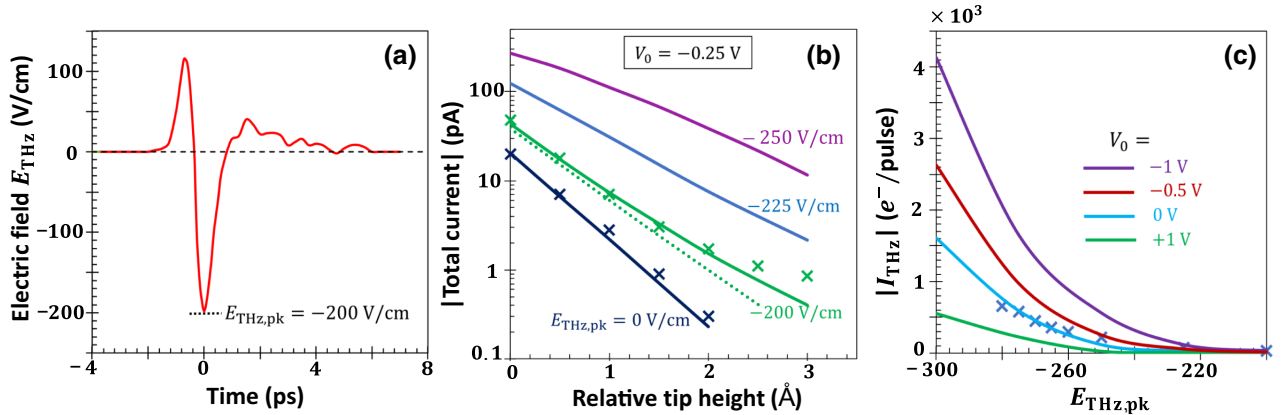 (a)
Electric field E_THz (V/cm)
100
0
−100
−200
E_THz,pk = −200 V/cm
−4
0
4
8
Time (ps)
(b)
V_0 = −0.25 V
|Total current| (pA)
100
10
1
0.1
− 250 V/cm
−225 V/cm
−200 V/cm
E_THz,pk = 0 V/cm
0
1
2
3
Relative tip height (Å)
(c)
× 10^3
|I_THz| (e^−/pulse)
4
3
2
1
0
V_0 =
−1 V
−0.5 V
0 V
+1 V
−300
−260
−220
E_THz,pk